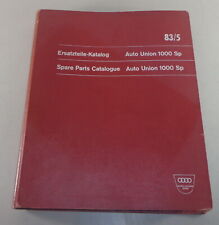 83/5
Ersatzteile-Katalog Auto Union 1000 Sp
Spare Parts Catalogue Auto Union 1000 Sp